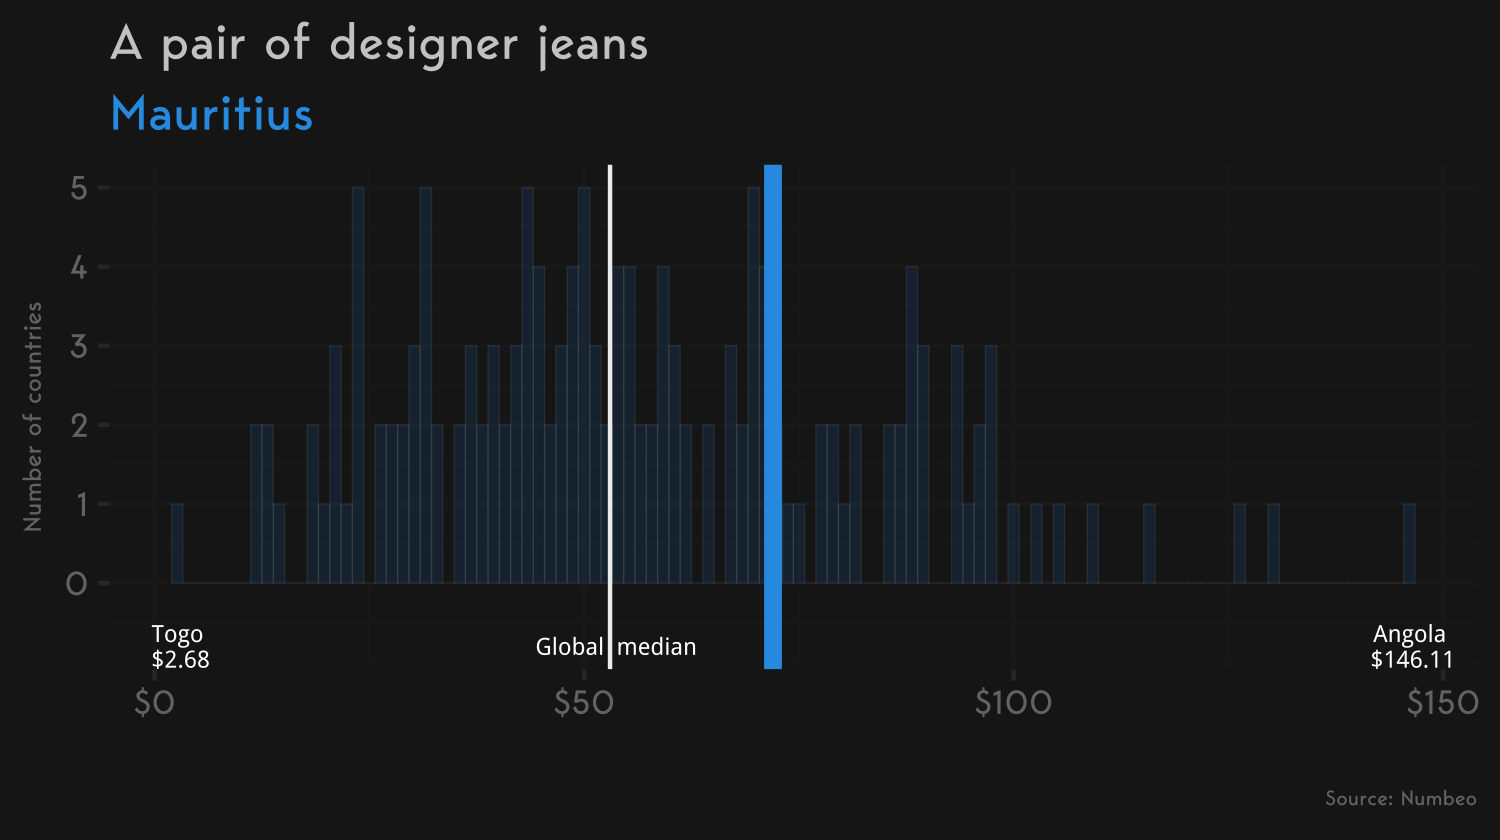 A pair of designer jeans
Mauritius
Number of countries
5
4
3
2
1
0
Togo
$2.68
Global median
Angola
$146.11
$0
$50
$100
$150
Source: Numbeo